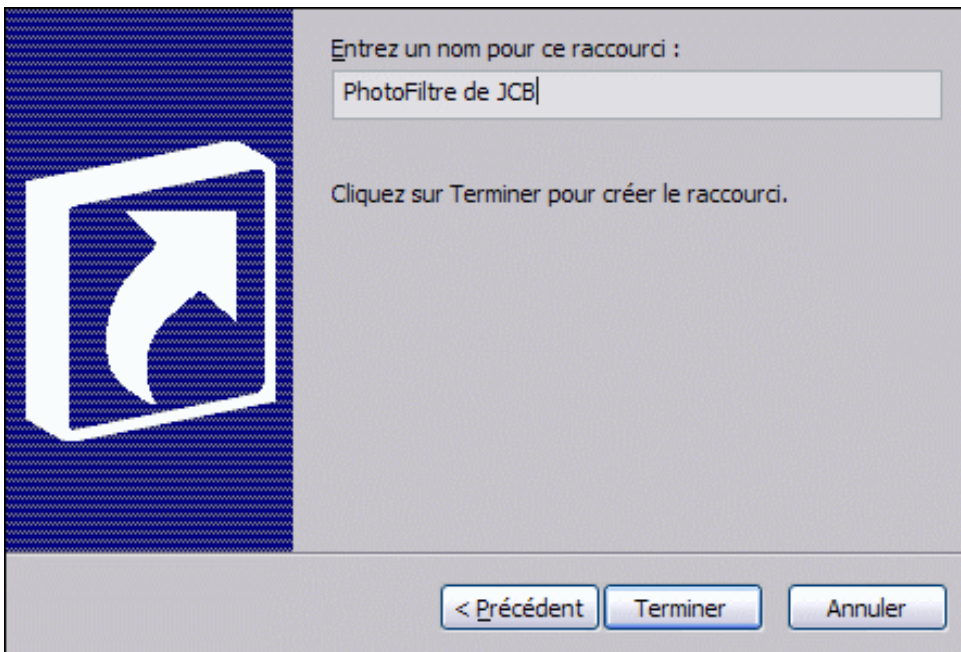 Entrez un nom pour ce raccourci :
PhotoFiltre de JCB
Cliquez sur Terminer pour créer le raccourci.
< Précédent Terminer Annuler